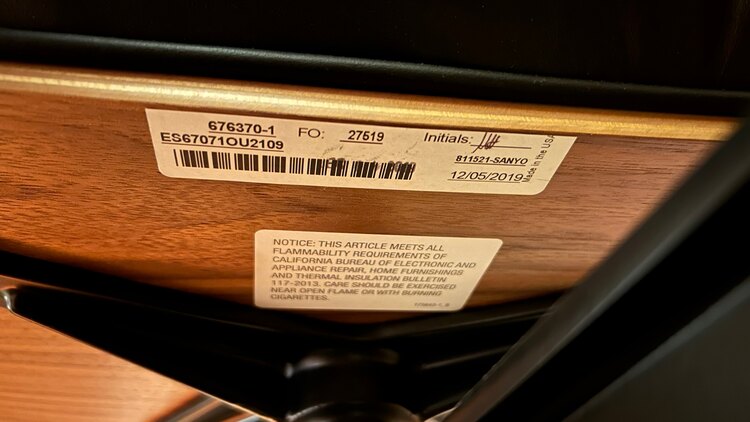 676370-1 FO: 27519 Initials:
ES67071OU2109
811521-SANYO
12/05/2019
Made in the USA
NOTICE: THIS ARTICLE MEETS ALL
FLAMMABILITY REQUIREMENTS OF
CALIFORNIA BUREAU OF ELECTRONIC AND
APPLIANCE REPAIR, HOME FURNISHINGS
AND THERMAL INSULATION BULLETIN
117-2013. CARE SHOULD BE EXERCISED
NEAR OPEN FLAME OR WITH BURNING
CIGARETTES.